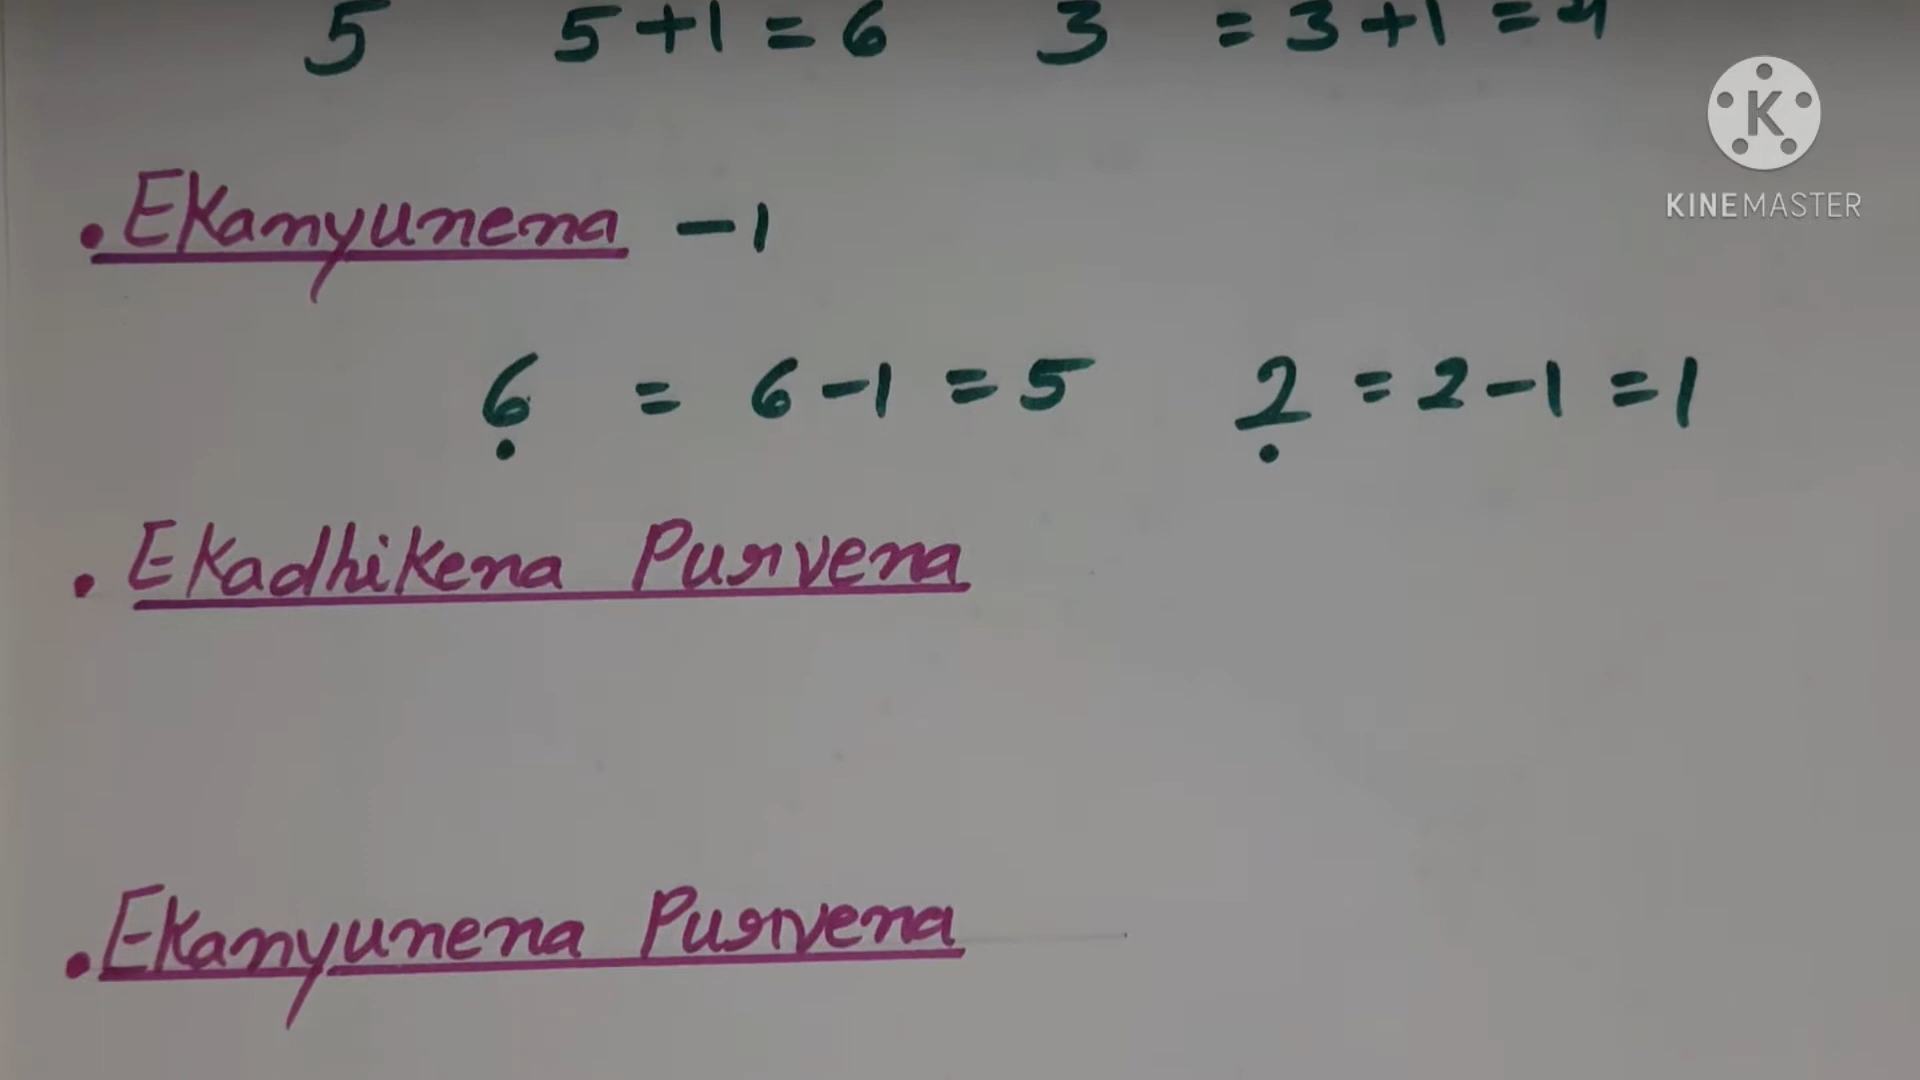 5 5+1=6 3 =3+1=4
K
KINEMASTER
• Ekanyunena -1
6 = 6-1=5 2 =2-1=1
• Ekadhikena Purvena
• Ekanyunena Purvena